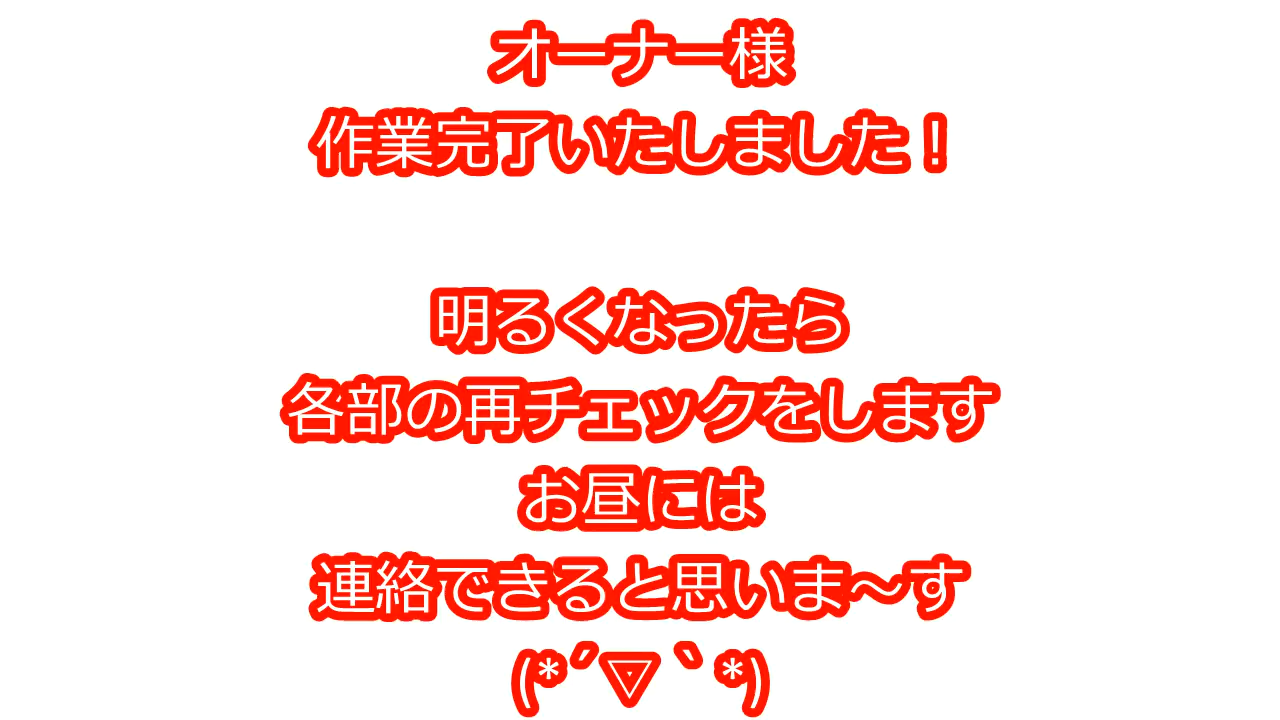 オーナー様
作業完了いたしました！
明るくなったら
各部の再チェックをします
お昼には
連絡できると思いま～す
(*´▽｀*)